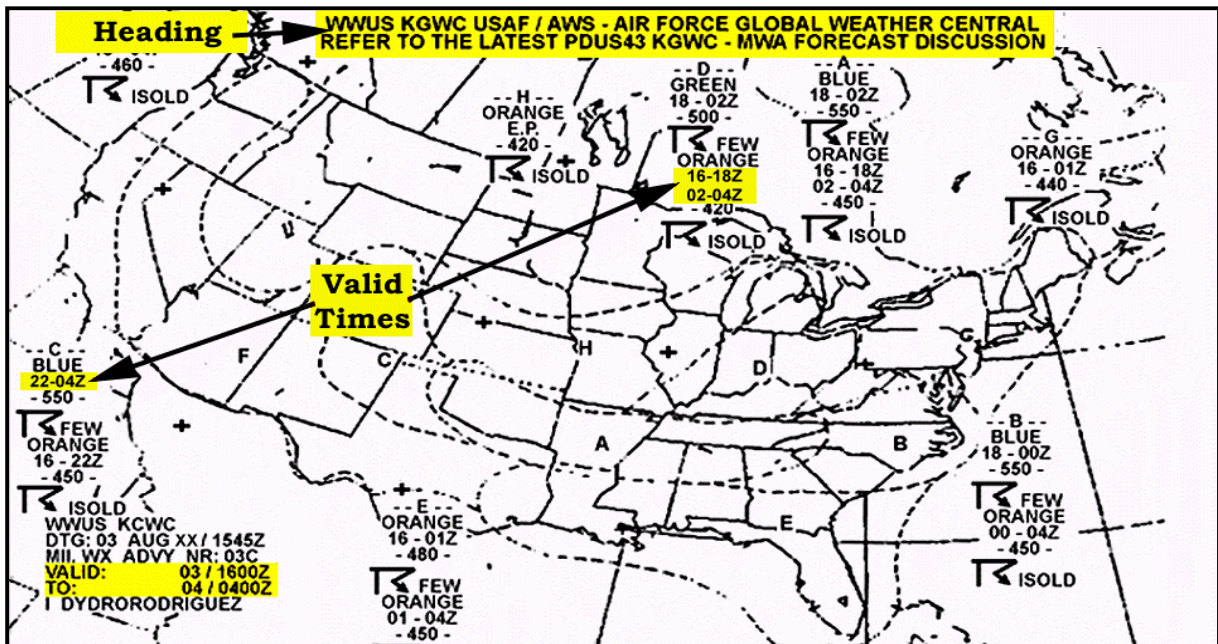 Heading
WWUS KGWC USAF / AWS - AIR FORCE GLOBAL WEATHER CENTRAL
REFER TO THE LATEST PDUS43 KGWC - MWA FORECAST DISCUSSION
- 460 -
ISOLD
- - H - -
ORANGE
E.P.
- 420 -
ISOLD
- - D - -
GREEN
18 - 02Z
- 500 -
FEW
ORANGE
16-18Z
02-04Z
- 420 -
ISOLD
- - A - -
BLUE
18 - 02Z
- 550 -
FEW
ORANGE
16 - 18Z
02 - 04Z
- 450 -
ISOLD
- - G - -
ORANGE
16 - 01Z
- 440 -
ISOLD
Valid
Times
- - C - -
BLUE
22-04Z
- 550 -
FEW
ORANGE
16 - 22Z
- 450 -
ISOLD
F
C
H
D
G
A
B
E
- - B - -
BLUE
18 - 00Z
- 550 -
FEW
ORANGE
00 - 04Z
- 450 -
ISOLD
- - E - -
ORANGE
16 - 01Z
- 480 -
FEW
ORANGE
01 - 04Z
- 450 -
WWUS KCWC
DTG: 03 AUG XX / 1545Z
MIL WX ADVY NR: 03C
VALID: 03 / 1600Z
TO: 04 / 0400Z
I DYDRORODRIGUEZ